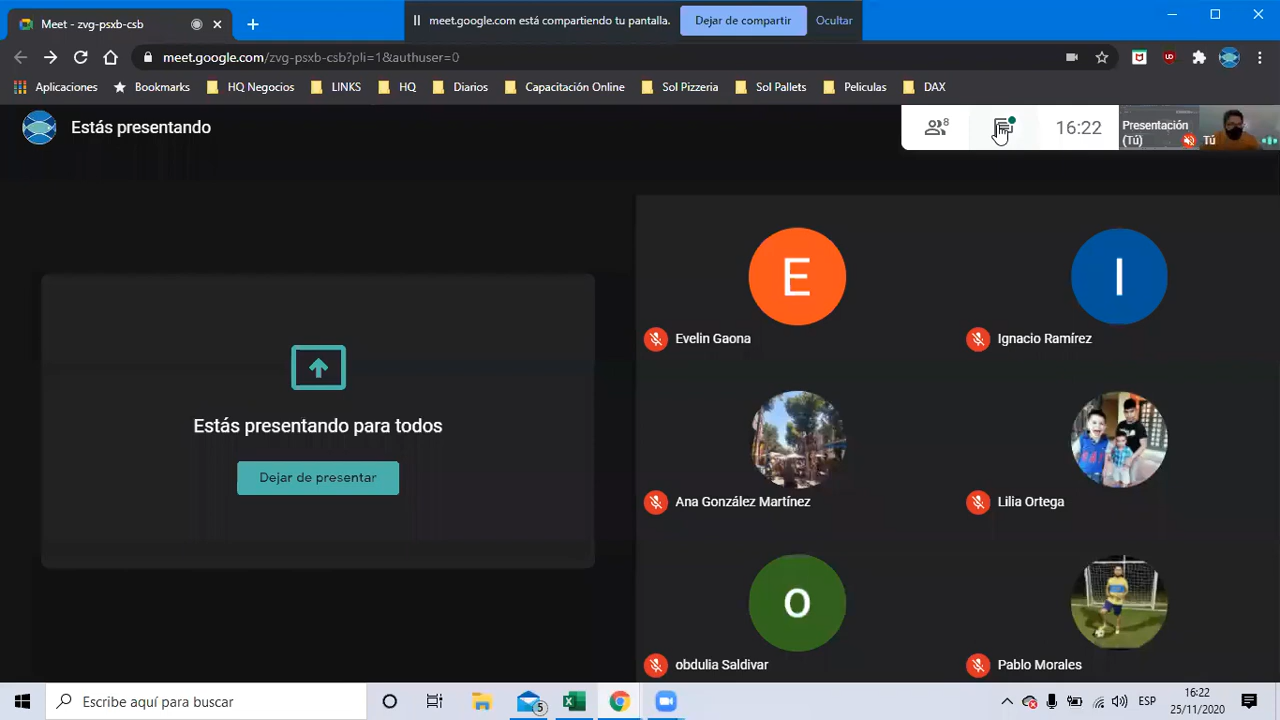 Meet - zvg-psxb-csb
meet.google.com está compartiendo tu pantalla.
Dejar de compartir
Ocultar
meet.google.com/zvg-psxb-csb?pli=1&authuser=0
Aplicaciones
Bookmarks
HQ Negocios
LINKS
HQ
Diarios
Capacitación Online
Sol Pizzeria
Sol Pallets
Peliculas
DAX
Estás presentando
8
16:22
Presentación
(Tú)
Tú
E
I
Evelin Gaona
Ignacio Ramírez
Estás presentando para todos
Dejar de presentar
Ana González Martínez
Lilia Ortega
o
obdulia Saldivar
Pablo Morales
Escribe aquí para buscar
5
ESP
16:22
25/11/2020